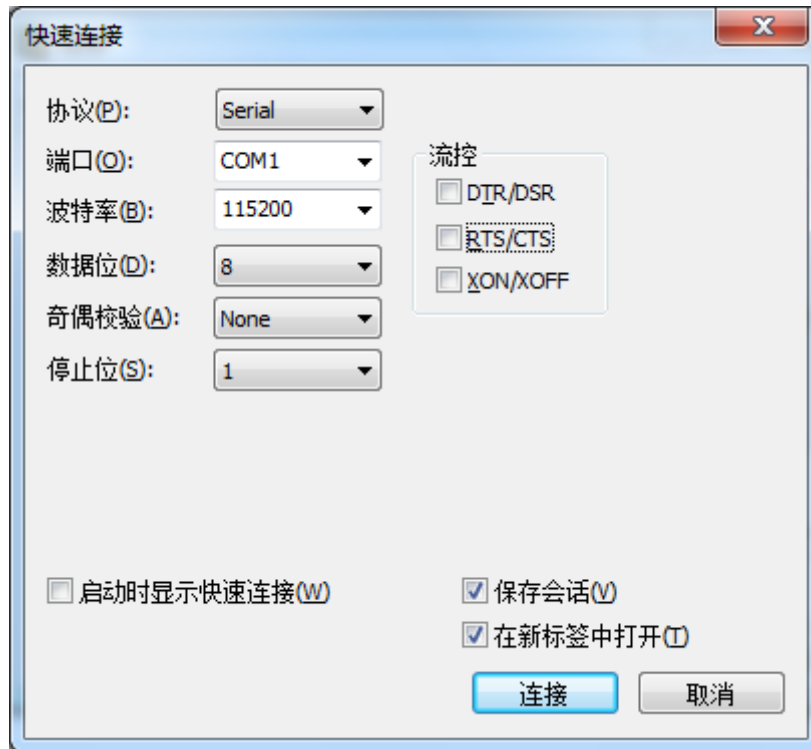 快速连接
协议(P): Serial
端口(O): COM1
波特率(B): 115200
数据位(D): 8
奇偶校验(A): None
停止位(S): 1
流控
DTR/DSR
RTS/CTS
XON/XOFF
启动时显示快速连接(W)
保存会话(V)
在新标签中打开(T)
连接
取消